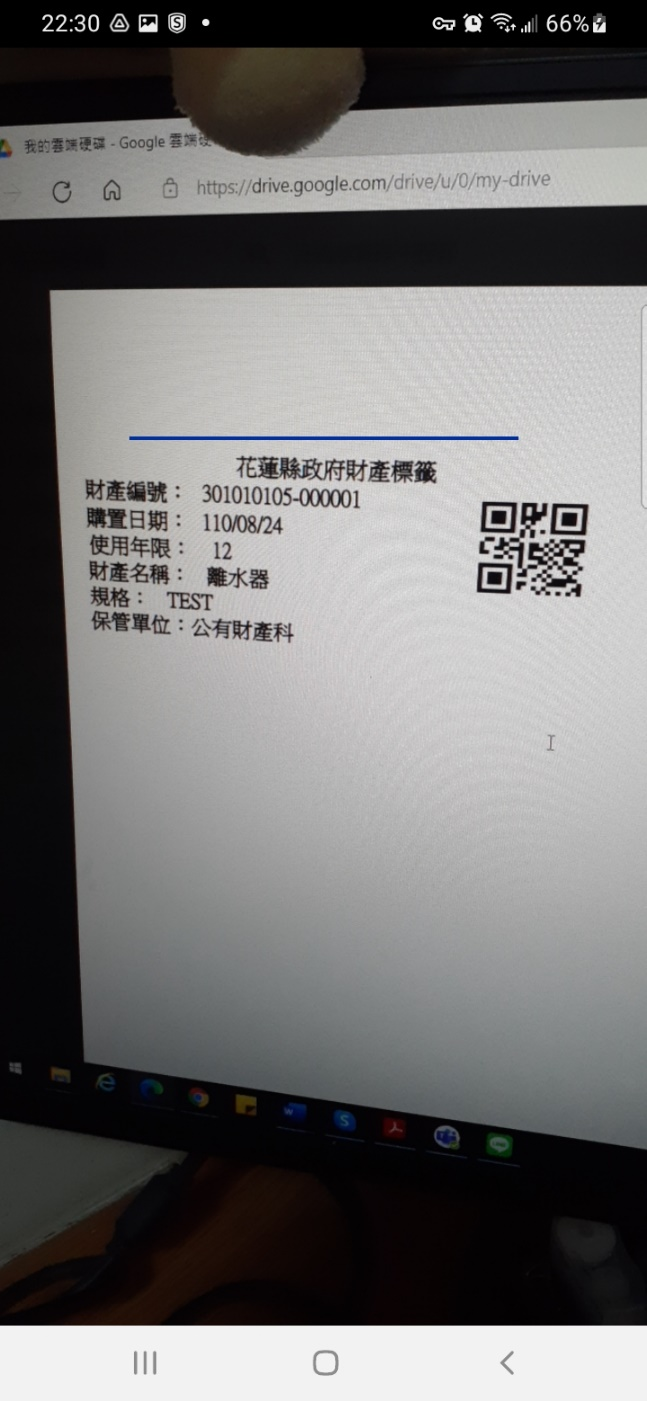 22:30
66%
我的雲端硬碟 - Google 雲端硬
https://drive.google.com/drive/u/0/my-drive
花蓮縣政府財產標籤
財產編號： 301010105-000001
購置日期： 110/08/24
使用年限： 12
財產名稱： 離水器
規格： TEST
保管單位：公有財產科